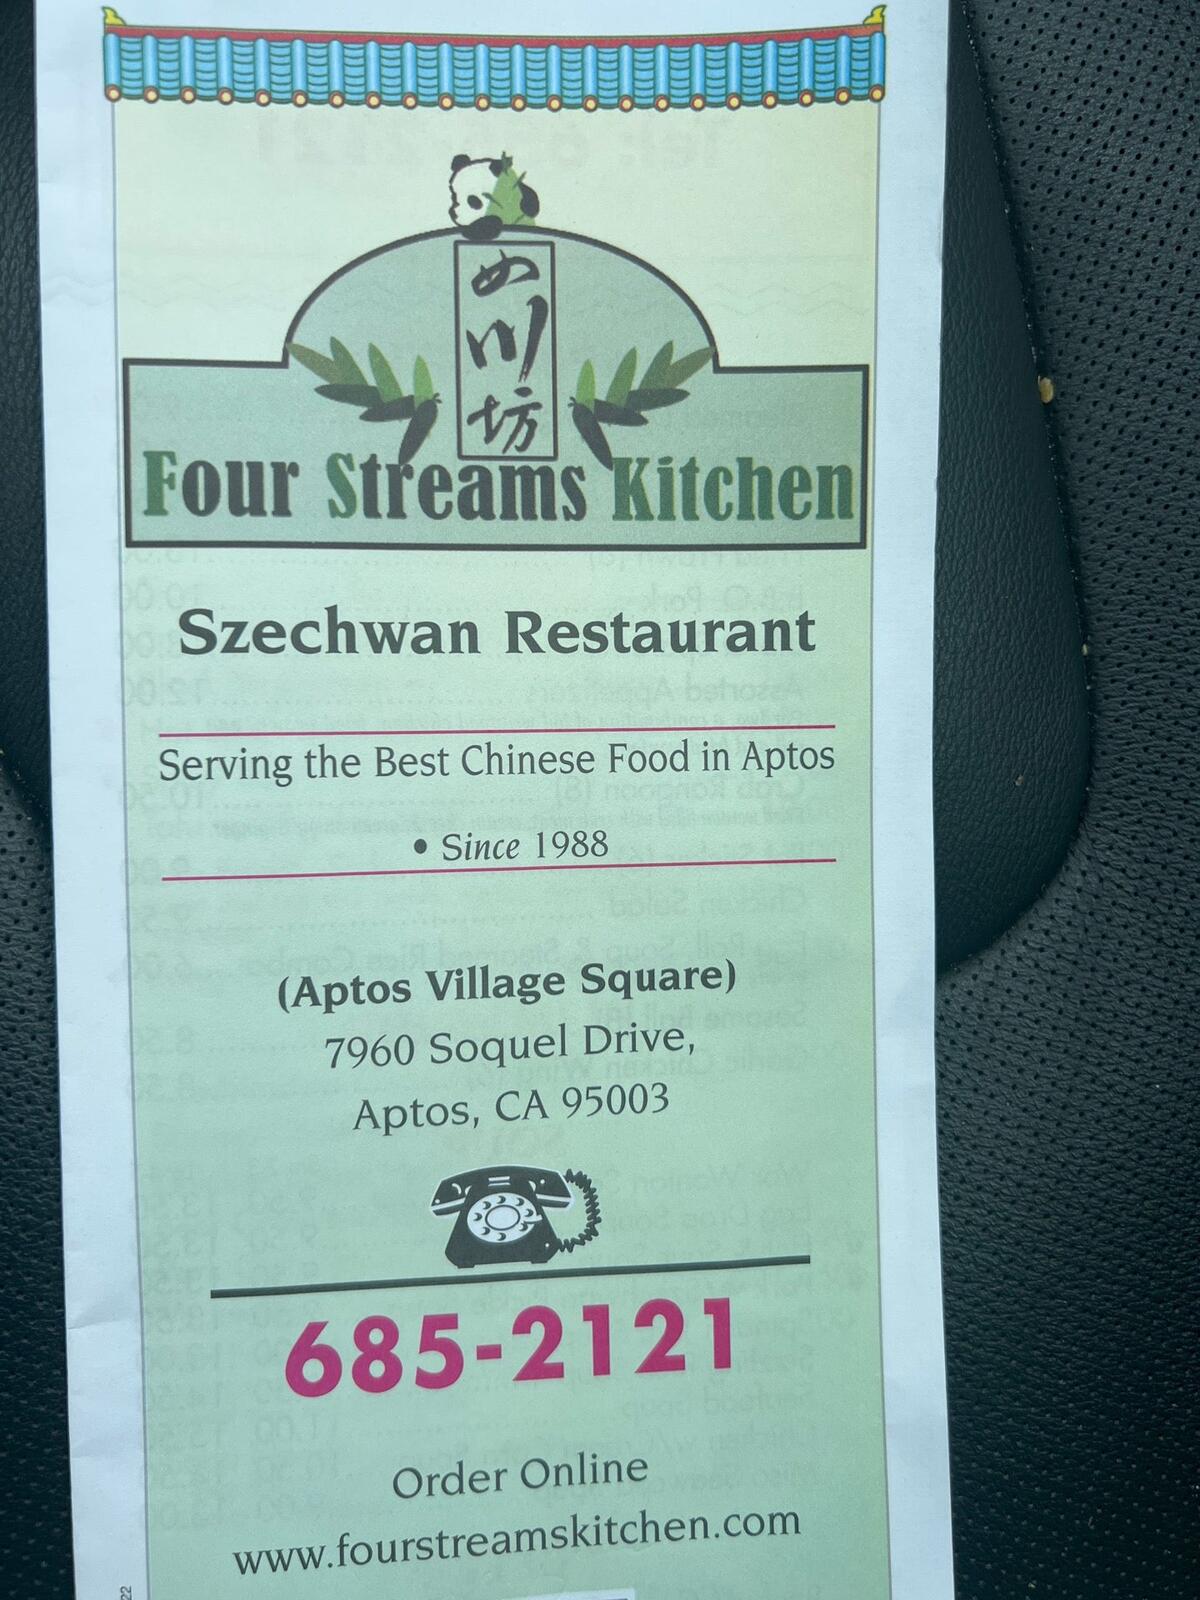 四川坊
Four Streams Kitchen
Szechwan Restaurant
Serving the Best Chinese Food in Aptos
• Since 1988
(Aptos Village Square)
7960 Soquel Drive,
Aptos, CA 95003
685-2121
Order Online
www.fourstreamskitchen.com
22